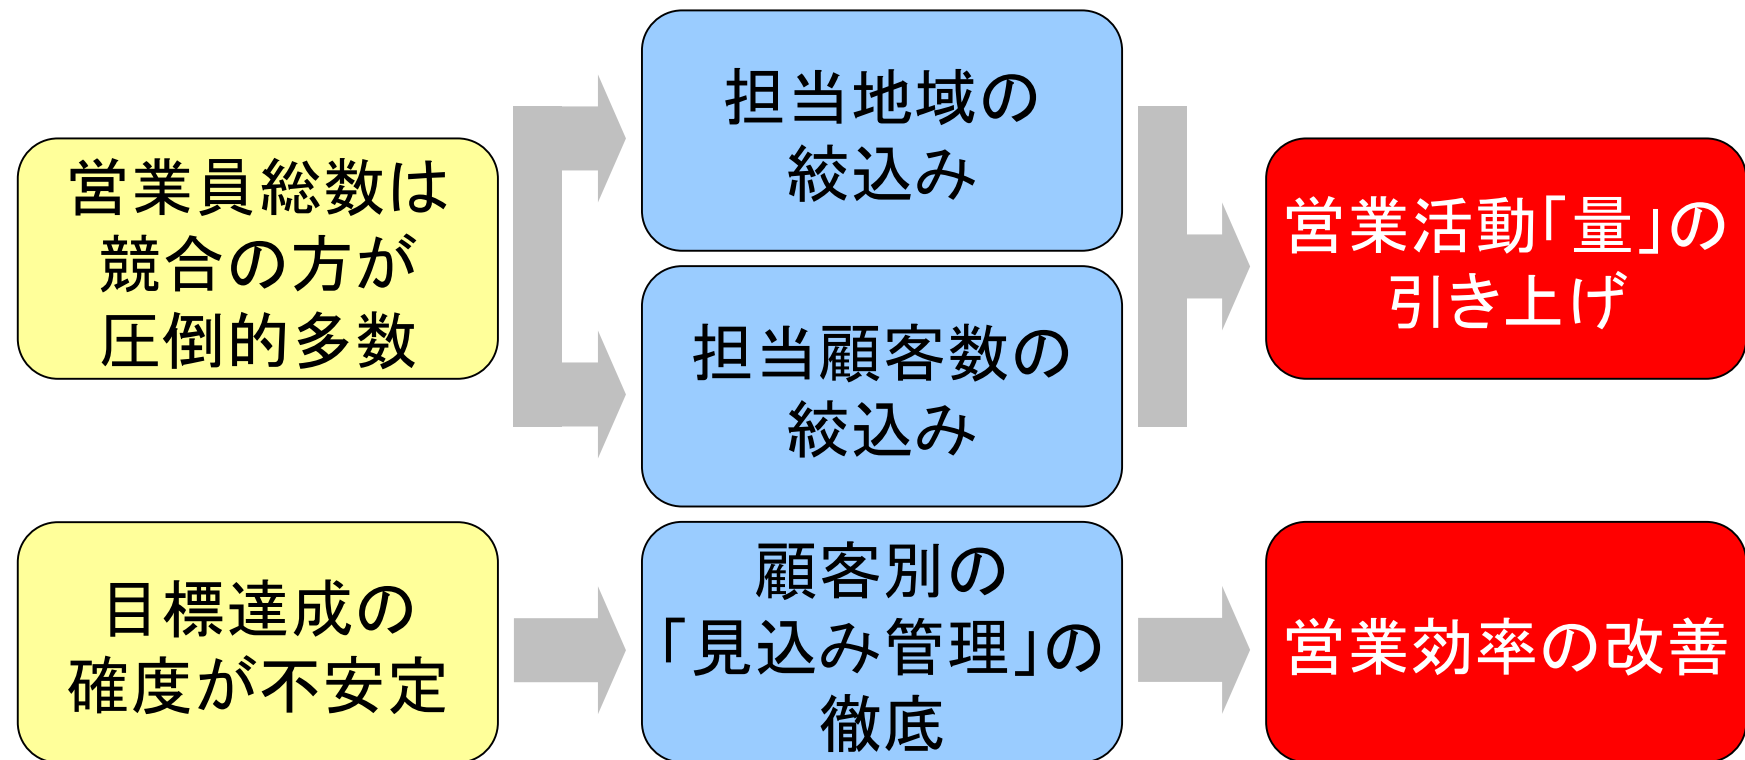 営業員総数は
競合の方が
圧倒的多数
担当地域の
絞込み
担当顧客数の
絞込み
営業活動｢量｣の
引き上げ
目標達成の
確度が不安定
顧客別の
｢見込み管理｣の
徹底
営業効率の改善